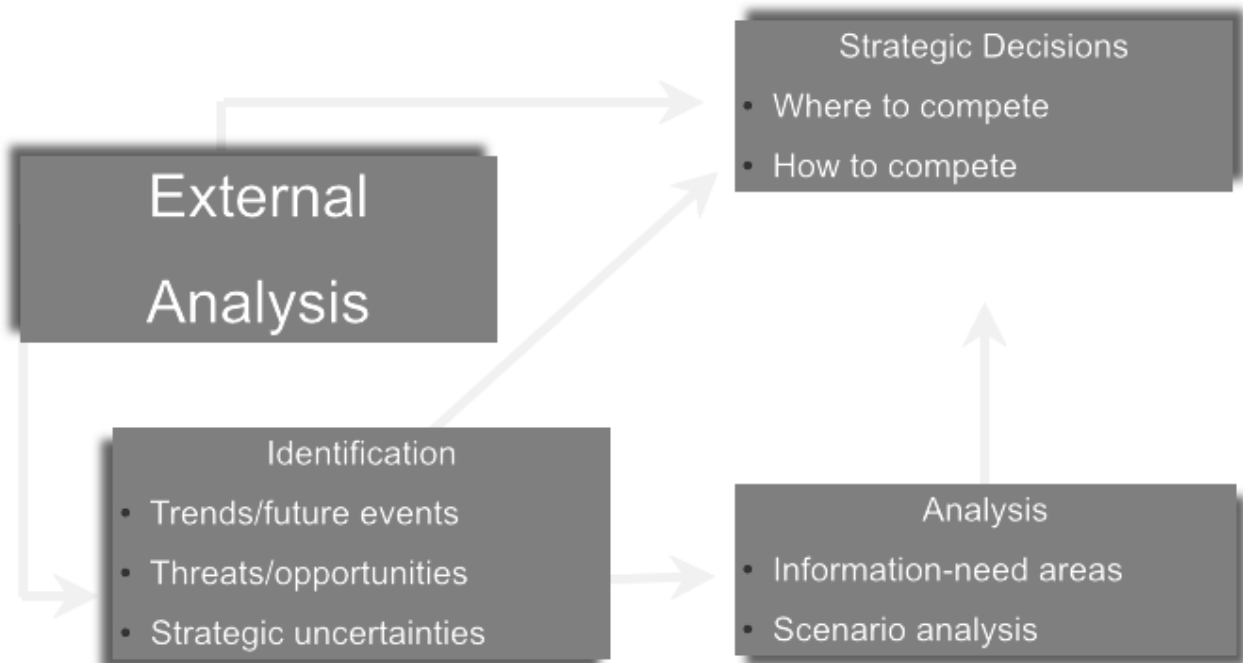 External
Analysis
Strategic Decisions
• Where to compete
• How to compete
Identification
• Trends/future events
• Threats/opportunities
• Strategic uncertainties
Analysis
• Information-need areas
• Scenario analysis